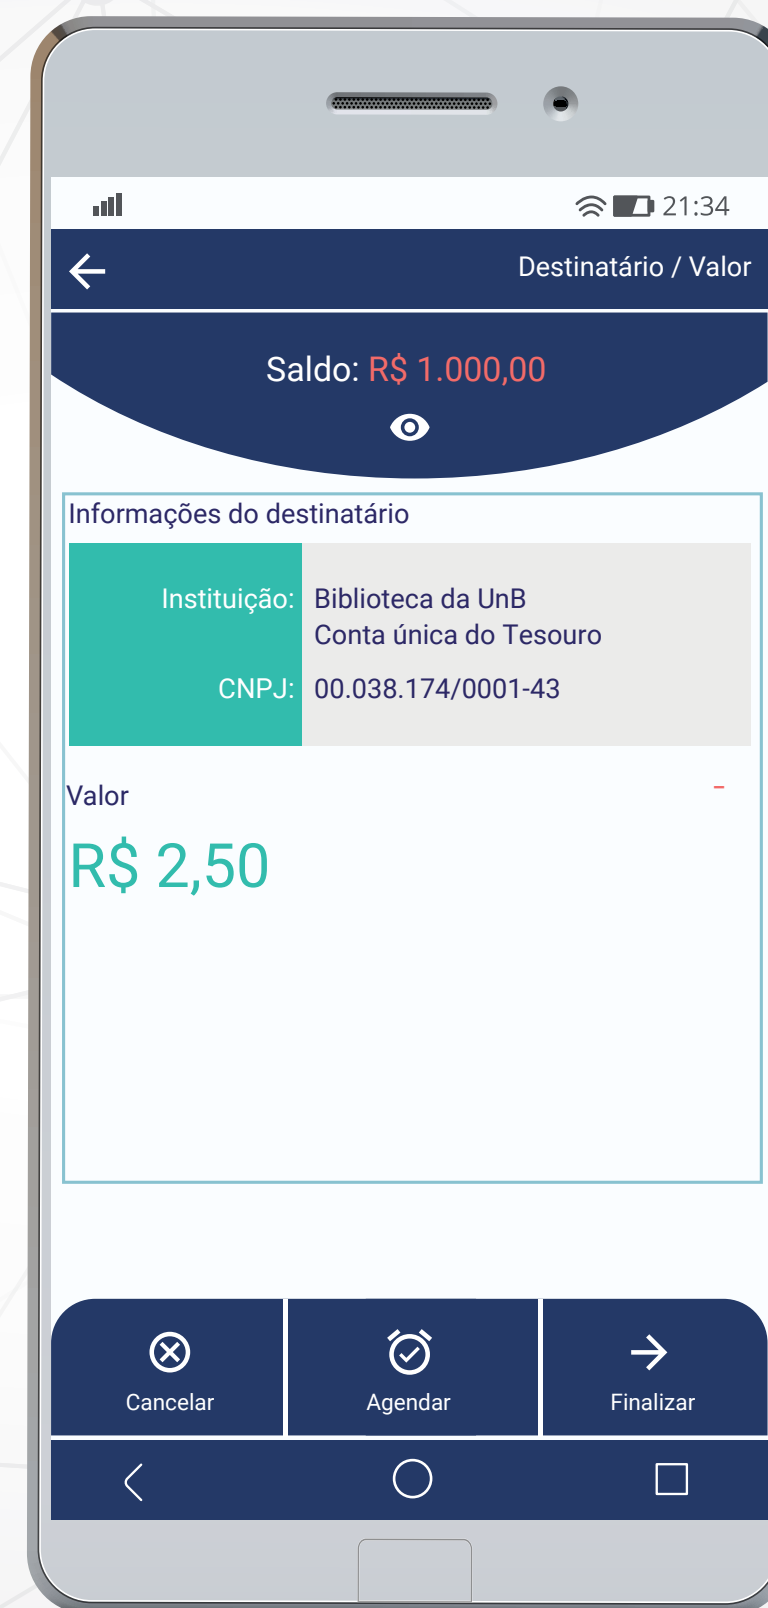 21:34
Destinatário / Valor
Saldo: R$ 1.000,00
Informações do destinatário
Instituição: Biblioteca da UnB
Conta única do Tesouro
CNPJ: 00.038.174/0001-43
Valor -
R$ 2,50
Cancelar Agendar Finalizar